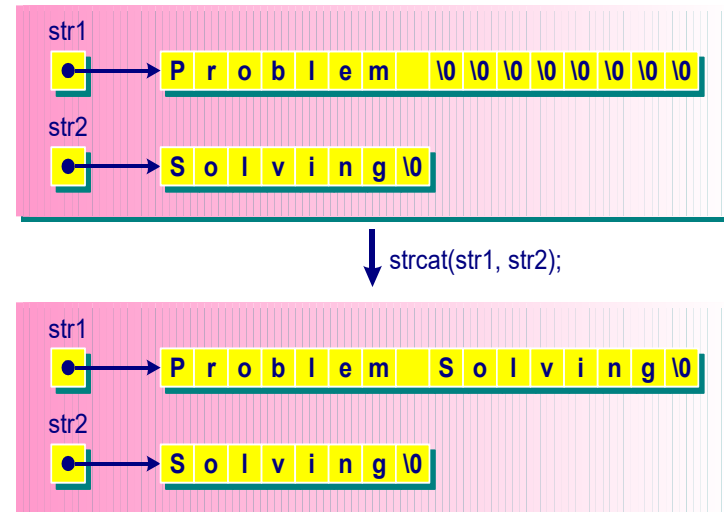 str1
P r o b l e m \0 \0 \0 \0 \0 \0 \0 \0
str2
S o l v i n g \0
strcat(str1, str2);
str1
P r o b l e m S o l v i n g \0
str2
S o l v i n g \0